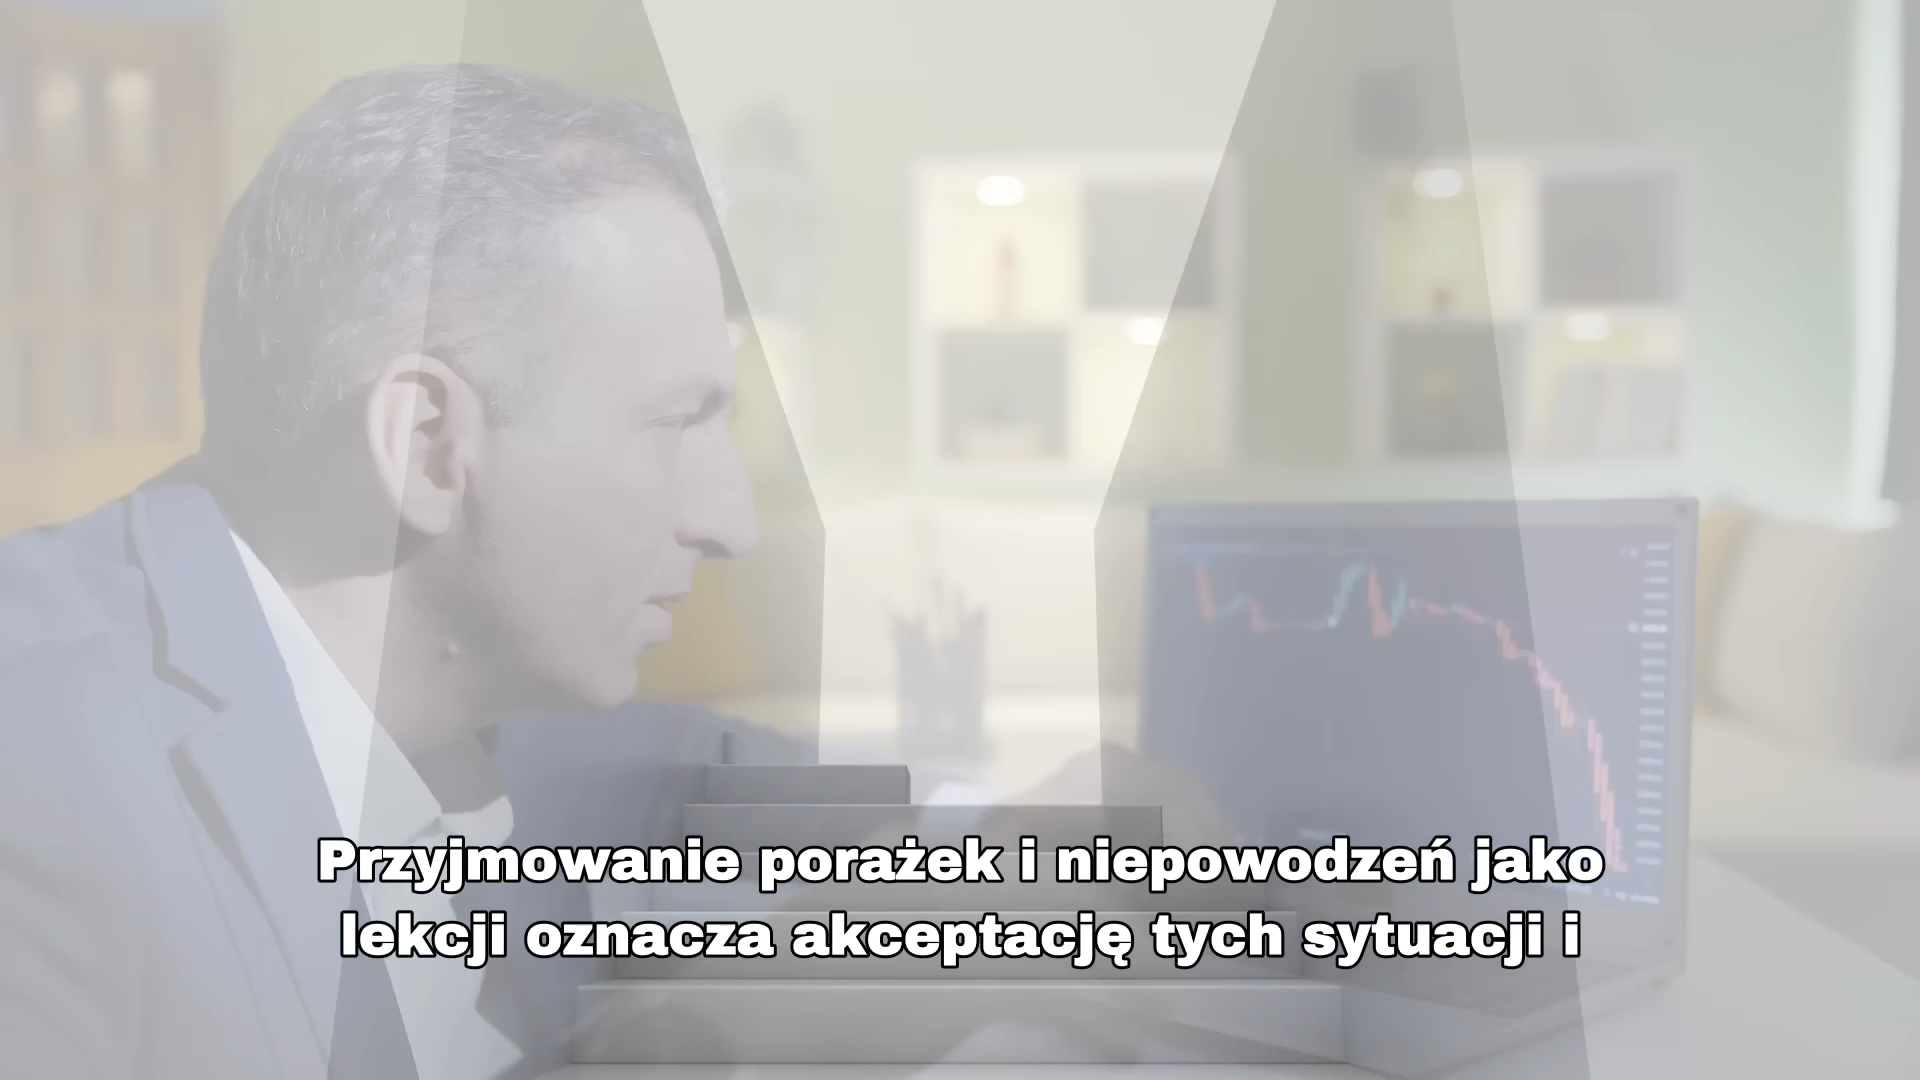 Przyjmowanie porażek i niepowodzeń jako
lekcji oznacza akceptację tych sytuacji i